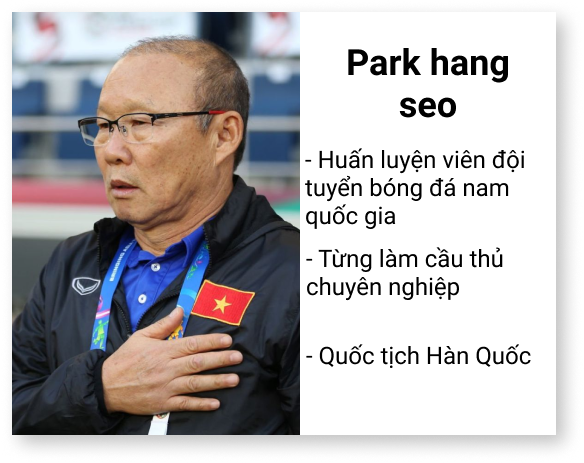 Park hang
seo
- Huấn luyện viên đội
tuyển bóng đá nam
quốc gia
- Từng làm cầu thủ
chuyên nghiệp
- Quốc tịch Hàn Quốc